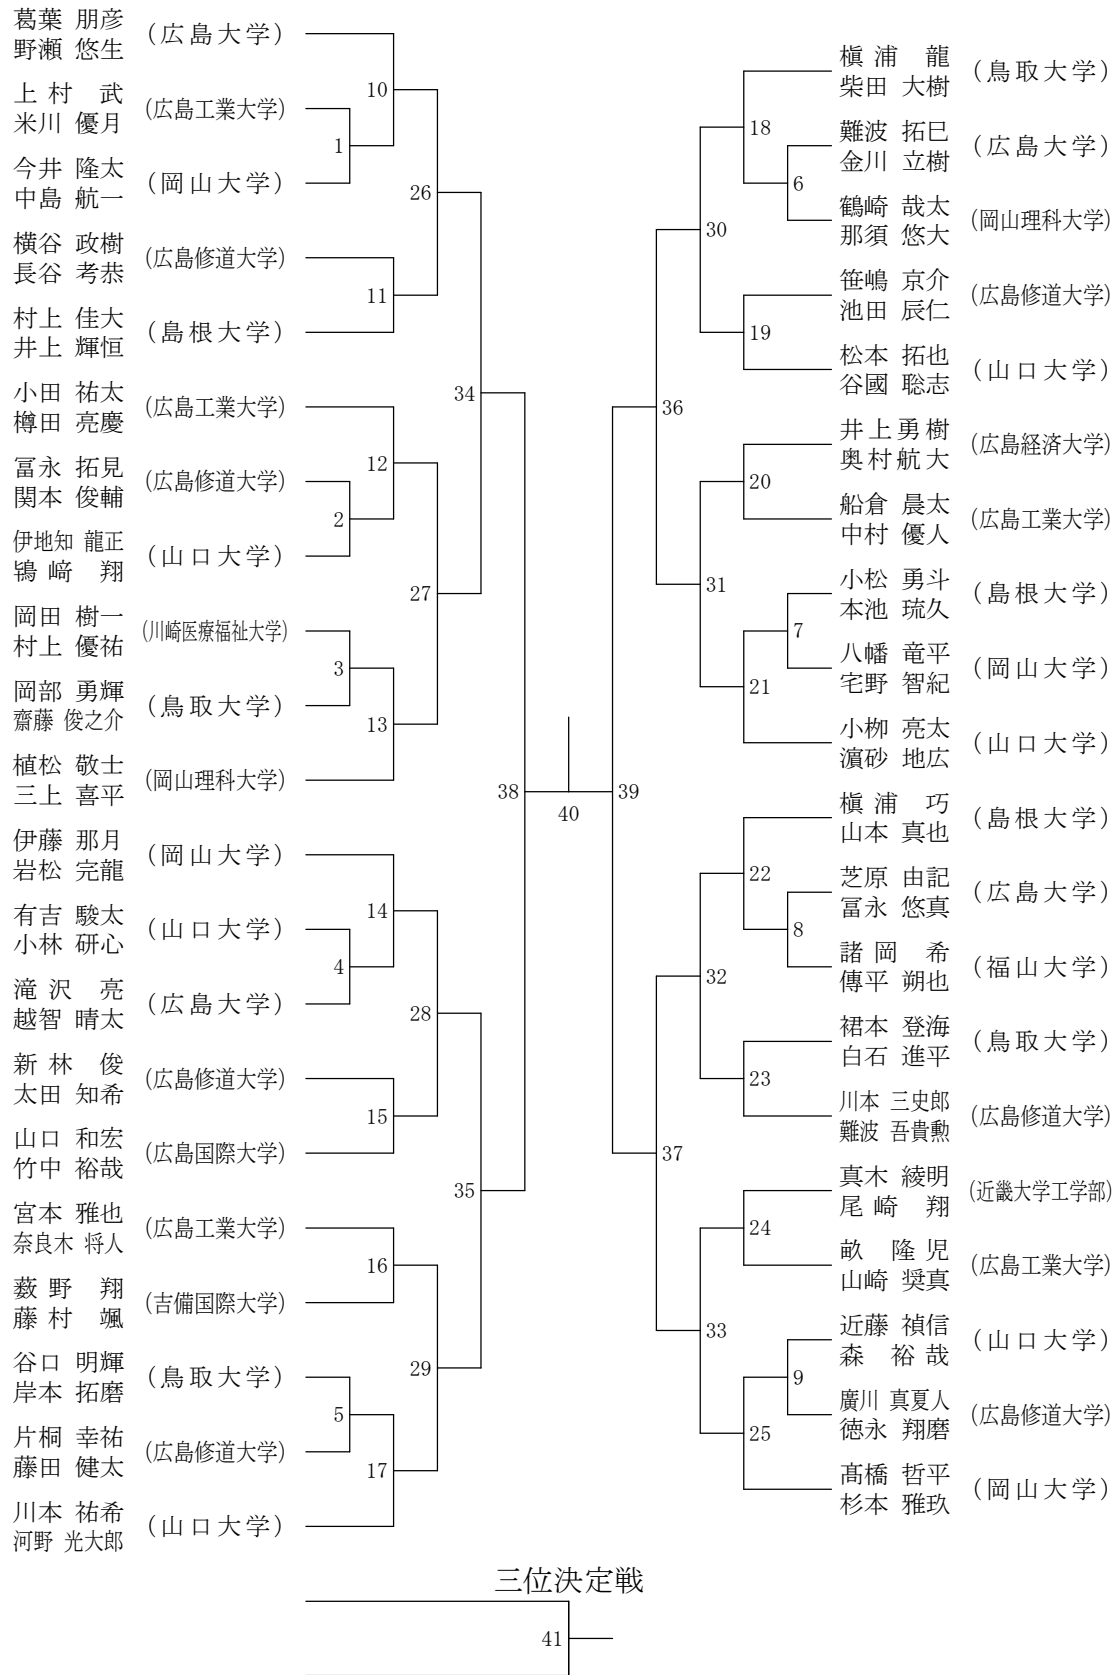 葛葉 朋彦
野瀬 悠生
(広島大学)
上村 武
米川 優月
(広島工業大学)
今井 隆太
中島 航一
(岡山大学)
横谷 政樹
長谷 考恭
(広島修道大学)
村上 佳大
井上 輝恒
(島根大学)
小田 祐太
樽田 亮慶
(広島工業大学)
冨永 拓見
関本 俊輔
(広島修道大学)
伊地知 龍正
鴇﨑 翔
(山口大学)
岡田 樹一
村上 優祐
(川崎医療福祉大学)
岡部 勇輝
齋藤 俊之介
(鳥取大学)
植松 敬士
三上 喜平
(岡山理科大学)
伊藤 那月
岩松 完龍
(岡山大学)
有吉 駿太
小林 研心
(山口大学)
滝沢 亮
越智 晴太
(広島大学)
新林 俊
太田 知希
(広島修道大学)
山口 和宏
竹中 裕哉
(広島国際大学)
宮本 雅也
奈良木 将人
(広島工業大学)
薮野 翔
藤村 颯
(吉備国際大学)
谷口 明輝
岸本 拓磨
(鳥取大学)
片桐 幸祐
藤田 健太
(広島修道大学)
川本 祐希
河野 光大郎
(山口大学)
1
2
3
4
5
10
11
12
13
14
15
16
17
26
27
28
29
34
35
38
40
39
36
37
30
31
32
33
18
19
20
21
22
23
24
25
6
7
8
9
槇浦 龍
柴田 大樹
(鳥取大学)
難波 拓巳
金川 立樹
(広島大学)
鶴崎 哉太
那須 悠大
(岡山理科大学)
笹嶋 京介
池田 辰仁
(広島修道大学)
松本 拓也
谷國 聡志
(山口大学)
井上勇樹
奥村航大
(広島経済大学)
船倉 晨太
中村 優人
(広島工業大学)
小松 勇斗
本池 琉久
(島根大学)
八幡 竜平
宅野 智紀
(岡山大学)
小栁 亮太
濵砂 地広
(山口大学)
槇浦 巧
山本 真也
(島根大学)
芝原 由記
冨永 悠真
(広島大学)
諸岡 希
傳平 朔也
(福山大学)
裙本 登海
白石 進平
(鳥取大学)
川本 三史郎
難波 吾貴勲
(広島修道大学)
真木 綾明
尾崎 翔
(近畿大学工学部)
畝 隆児
山崎 奨真
(広島工業大学)
近藤 禎信
森 裕哉
(山口大学)
廣川 真夏人
徳永 翔磨
(広島修道大学)
髙橋 哲平
杉本 雅玖
(岡山大学)
三位決定戦
41